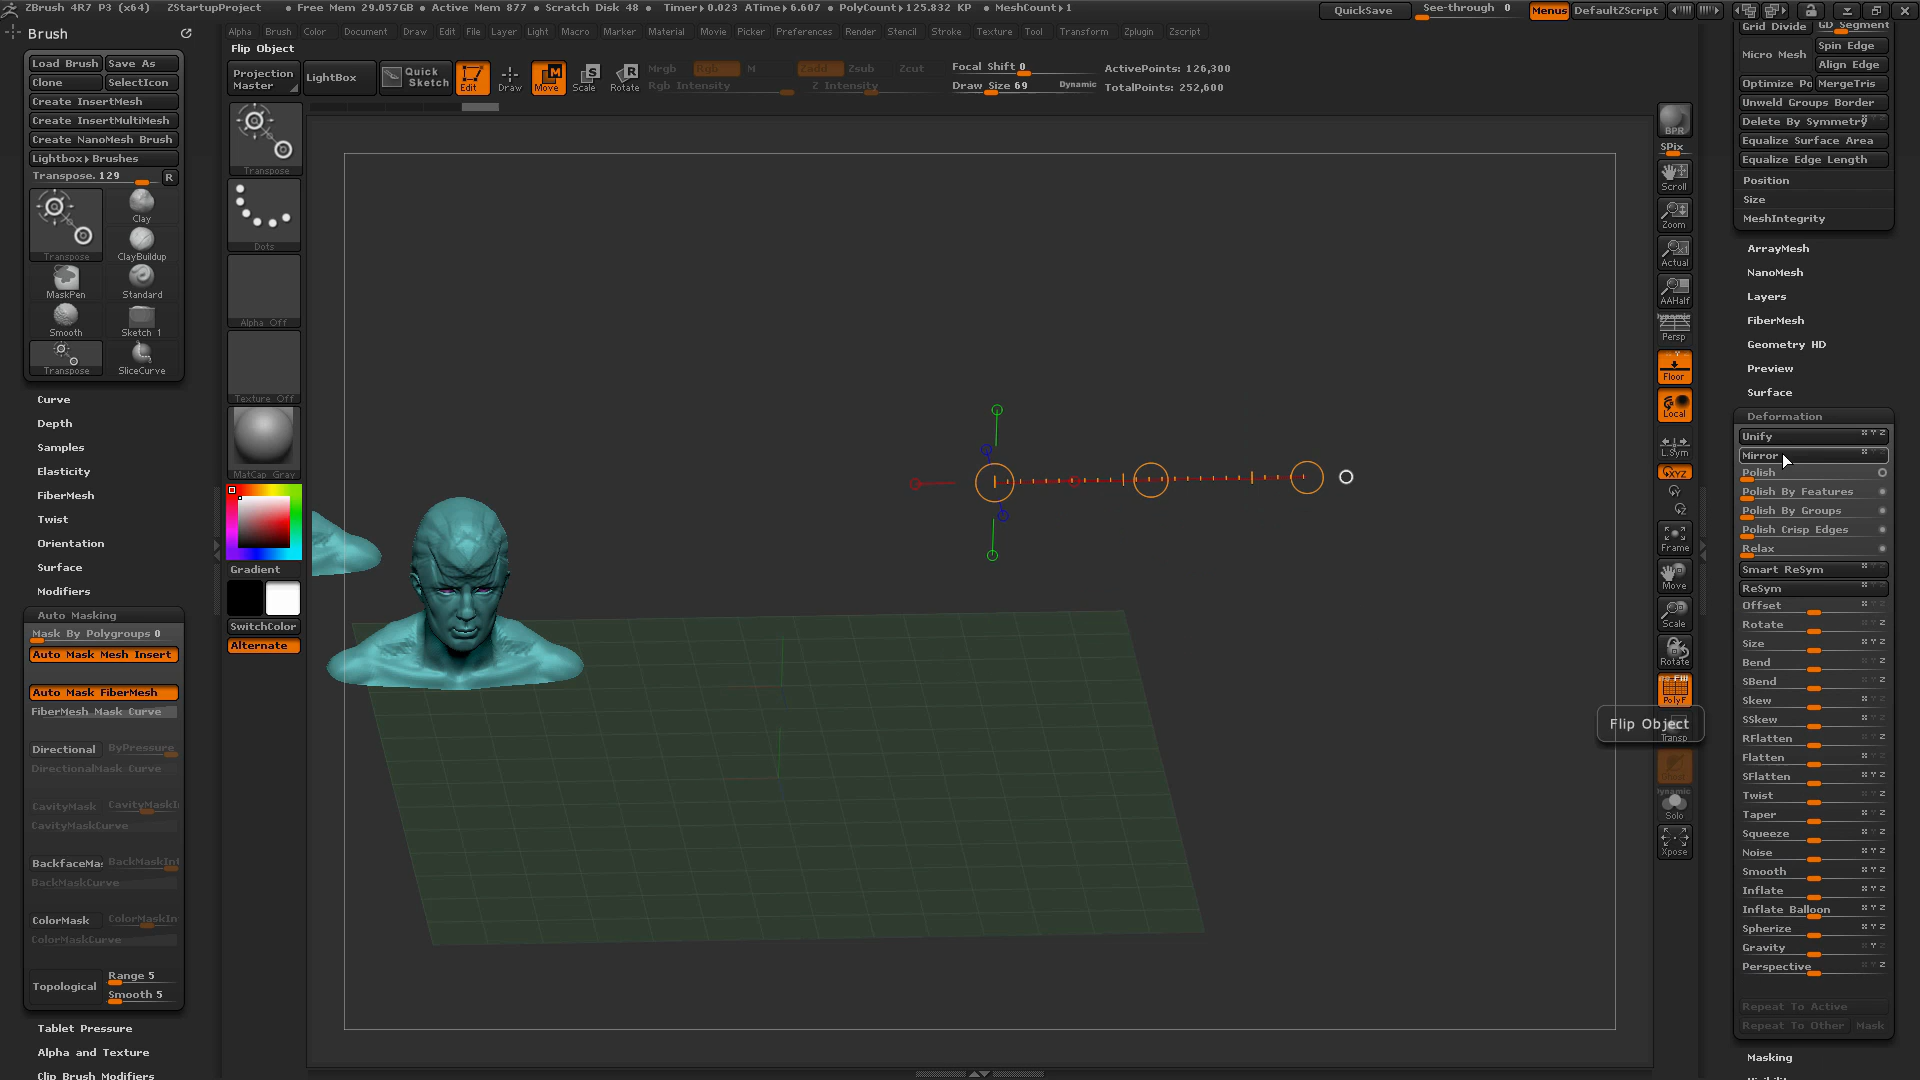 ZBrush 4R7 P3 (x64) ZStartupProject ● Free Mem 29.057GB ● Active Mem 877 ● Scratch Disk 48 ● Timer▸0.023 ATime▸6.607 ● PolyCount▸125.832 KP ● MeshCount▸1 QuickSave See-through 0 Menus DefaultZScript
Brush
Alpha Brush Color Document Draw Edit File Layer Light Macro Marker Material Movie Picker Preferences Render Stencil Stroke Texture Tool Transform Zplugin Zscript
Flip Object
Load Brush Save As
Clone SelectIcon
Create InsertMesh
Create InsertMultiMesh
Create NanoMesh Brush
Lightbox▸Brushes
Transpose. 129 R
Transpose
Clay
ClayBuildup
MaskPen
Standard
Smooth
Sketch 1
Transpose
SliceCurve
Curve
Depth
Samples
Elasticity
FiberMesh
Twist
Orientation
Surface
Modifiers
Auto Masking
Mask By Polygroups 0
Auto Mask Mesh Insert
Auto Mask FiberMesh
FiberMesh Mask Curve
Directional ByPressure
DirectionalMask Curve
CavityMask CavityMaskI
CavityMaskCurve
BackfaceMa BackMaskInt
BackMaskCurve
ColorMask ColorMaskIn
ColorMaskCurve
Topological
Range 5
Smooth 5
Tablet Pressure
Alpha and Texture
Clip Brush Modifiers
Projection Master
LightBox
Quick Sketch
Edit
Draw
Move
Scale
Rotate
Mrgb Rgb M
Rgb Intensity
Zadd Zsub Zcut
Z Intensity
Focal Shift 0
Draw Size 69 Dynamic
ActivePoints: 126,300
TotalPoints: 252,600
Transpose
Dots
Alpha Off
Texture Off
MatCap Gray
Gradient
SwitchColor
Alternate
BPR
SPix
Scroll
Zoom
Actual
AAHalf
Dynamic
Persp
Floor
Local
L.Sym
XYZ
Frame
Move
Scale
Rotate
PolyF
Flip Object
Transp
Ghost
Dynamic
Solo
Xpose
Grid Divide GD Segment
Micro Mesh Spin Edge
Align Edge
Optimize Po MergeTris
Unweld Groups Border
Delete By Symmetry
Equalize Surface Area
Equalize Edge Length
Position
Size
MeshIntegrity
ArrayMesh
NanoMesh
Layers
FiberMesh
Geometry HD
Preview
Surface
Deformation
Unify
Mirror
Polish
Polish By Features
Polish By Groups
Polish Crisp Edges
Relax
Smart ReSym
ReSym
Offset
Rotate
Size
Bend
SBend
Skew
SSkew
RFlatten
Flatten
SFlatten
Twist
Taper
Squeeze
Noise
Smooth
Inflate
Inflate Balloon
Spherize
Gravity
Perspective
Repeat To Active
Repeat To Other Mask
Masking